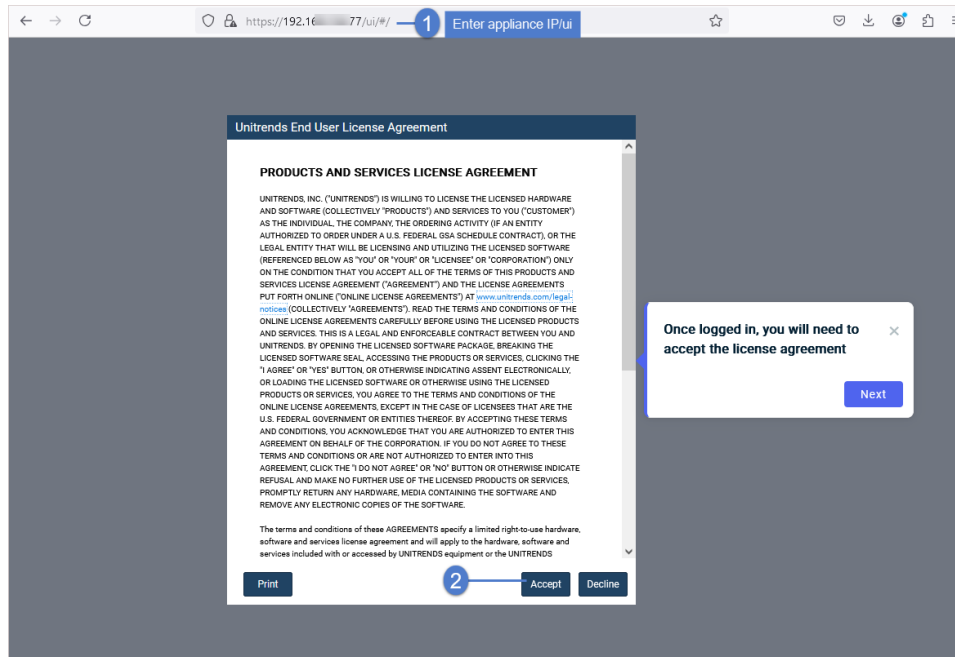 https://192.16 77/ui/#/
1
Enter appliance IP/ui
Unitrends End User License Agreement
PRODUCTS AND SERVICES LICENSE AGREEMENT
UNITRENDS, INC. ("UNITRENDS") IS WILLING TO LICENSE THE LICENSED HARDWARE
AND SOFTWARE (COLLECTIVELY "PRODUCTS") AND SERVICES TO YOU ("CUSTOMER")
AS THE INDIVIDUAL, THE COMPANY, THE ORDERING ACTIVITY (IF AN ENTITY
AUTHORIZED TO ORDER UNDER A U.S. FEDERAL GSA SCHEDULE CONTRACT), OR THE
LEGAL ENTITY THAT WILL BE LICENSING AND UTILIZING THE LICENSED SOFTWARE
(REFERENCED BELOW AS "YOU" OR "YOUR" OR "LICENSEE" OR "CORPORATION") ONLY
ON THE CONDITION THAT YOU ACCEPT ALL OF THE TERMS OF THIS PRODUCTS AND
SERVICES LICENSE AGREEMENT ("AGREEMENT") AND THE LICENSE AGREEMENTS
PUT FORTH ONLINE ("ONLINE LICENSE AGREEMENTS") AT www.unitrends.com/legal-
notices (COLLECTIVELY "AGREEMENTS"). READ THE TERMS AND CONDITIONS OF THE
ONLINE LICENSE AGREEMENTS CAREFULLY BEFORE USING THE LICENSED PRODUCTS
AND SERVICES. THIS IS A LEGAL AND ENFORCEABLE CONTRACT BETWEEN YOU AND
UNITRENDS. BY OPENING THE LICENSED SOFTWARE PACKAGE, BREAKING THE
LICENSED SOFTWARE SEAL, ACCESSING THE PRODUCTS OR SERVICES, CLICKING THE
"I AGREE" OR "YES" BUTTON, OR OTHERWISE INDICATING ASSENT ELECTRONICALLY,
OR LOADING THE LICENSED SOFTWARE OR OTHERWISE USING THE LICENSED
PRODUCTS OR SERVICES, YOU AGREE TO THE TERMS AND CONDITIONS OF THE
ONLINE LICENSE AGREEMENTS, EXCEPT IN THE CASE OF LICENSEES THAT ARE THE
U.S. FEDERAL GOVERNMENT OR ENTITIES THEREOF. BY ACCEPTING THESE TERMS
AND CONDITIONS, YOU ACKNOWLEDGE THAT YOU ARE AUTHORIZED TO ENTER THIS
AGREEMENT ON BEHALF OF THE CORPORATION. IF YOU DO NOT AGREE TO THESE
TERMS AND CONDITIONS OR ARE NOT AUTHORIZED TO ENTER INTO THIS
AGREEMENT, CLICK THE "I DO NOT AGREE" OR "NO" BUTTON OR OTHERWISE INDICATE
REFUSAL AND MAKE NO FURTHER USE OF THE LICENSED PRODUCTS OR SERVICES,
PROMPTLY RETURN ANY HARDWARE, MEDIA CONTAINING THE SOFTWARE AND
REMOVE ANY ELECTRONIC COPIES OF THE SOFTWARE.
The terms and conditions of these AGREEMENTS specify a limited right-to-use hardware,
software and services license agreement and will apply to the hardware, software and
services included with or accessed by UNITRENDS equipment or the UNITRENDS
Once logged in, you will need to
accept the license agreement
Next
Print
2
Accept
Decline